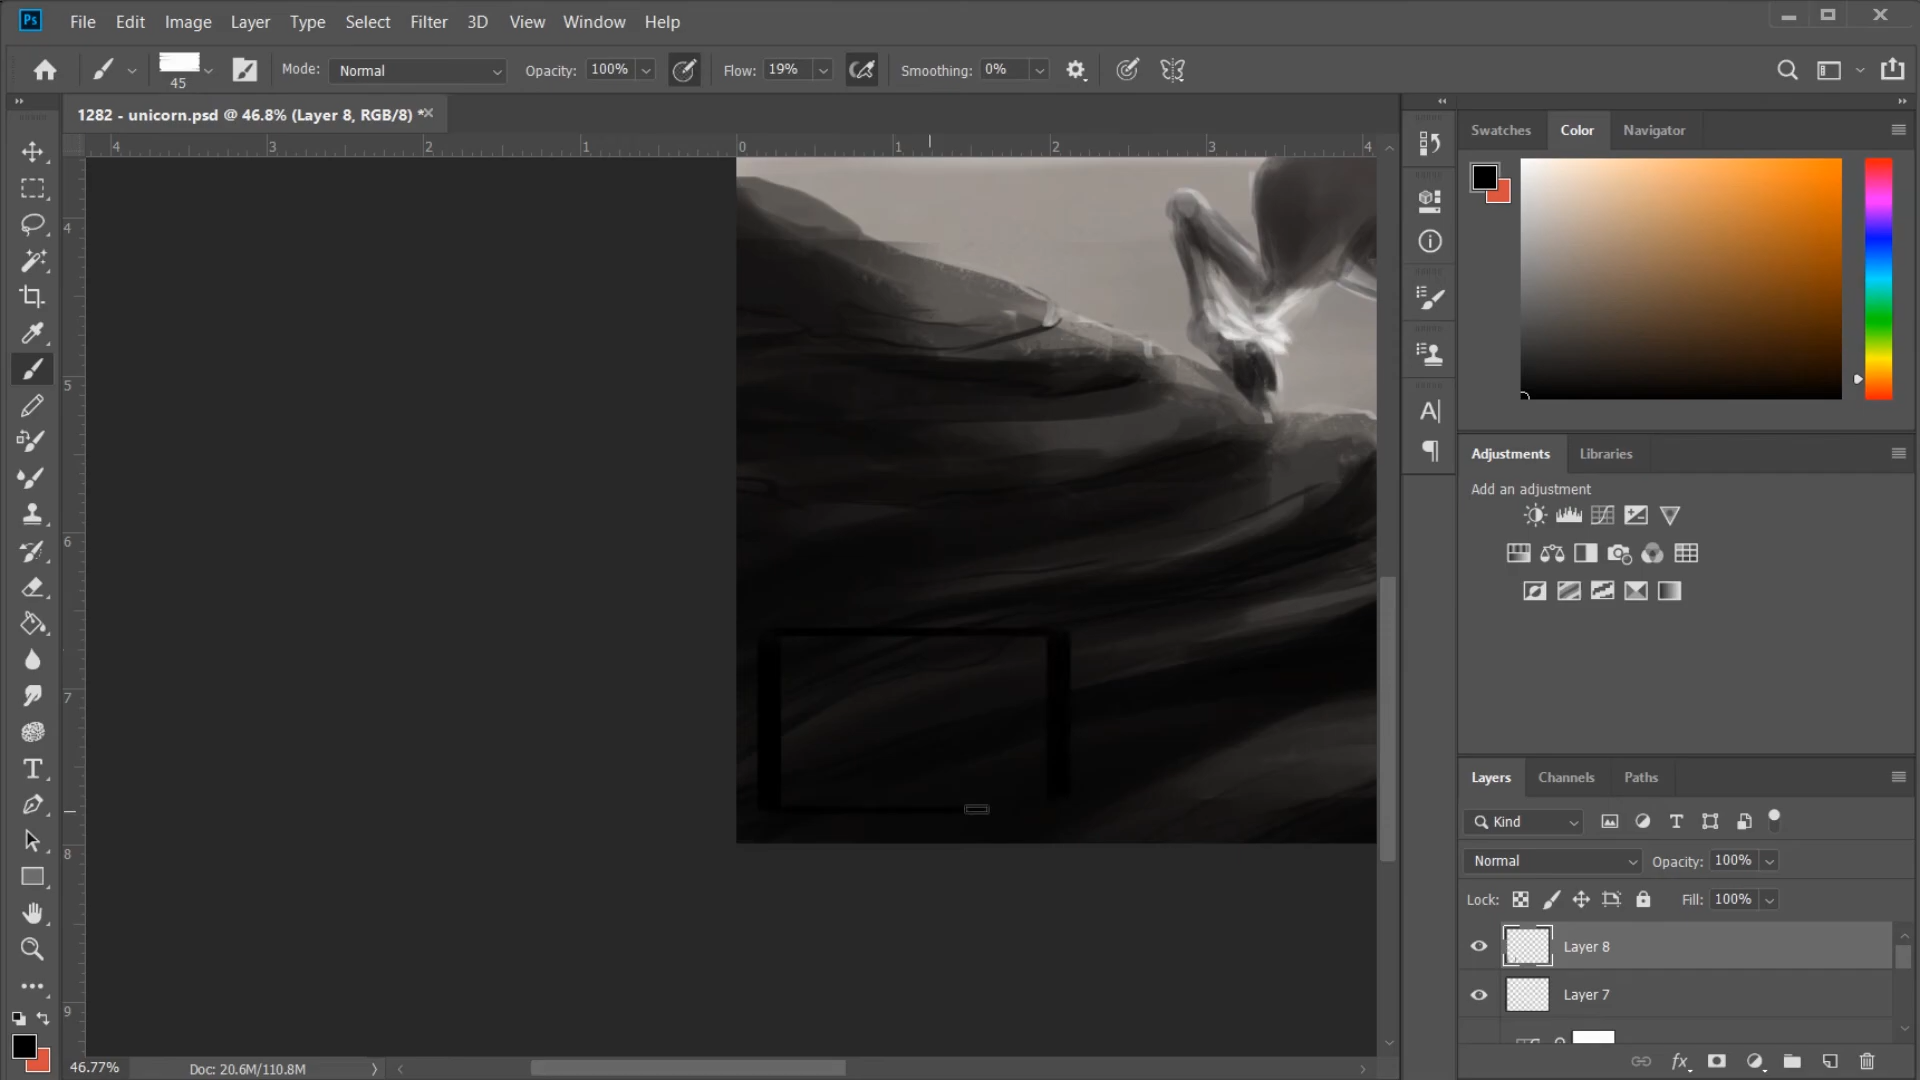 Ps File Edit Image Layer Type Select Filter 3D View Window Help
45 Mode: Normal Opacity: 100% Flow: 19% Smoothing: 0%
1282 - unicorn.psd @ 46.8% (Layer 8, RGB/8) *
4 3 2 1 0 1 2 3 4
4
5
6
7
8
9
Swatches Color Navigator
Adjustments Libraries
Add an adjustment
Layers Channels Paths
Kind
Normal Opacity: 100%
Lock: Fill: 100%
Layer 8
Layer 7
46.77% Doc: 20.6M/110.8M